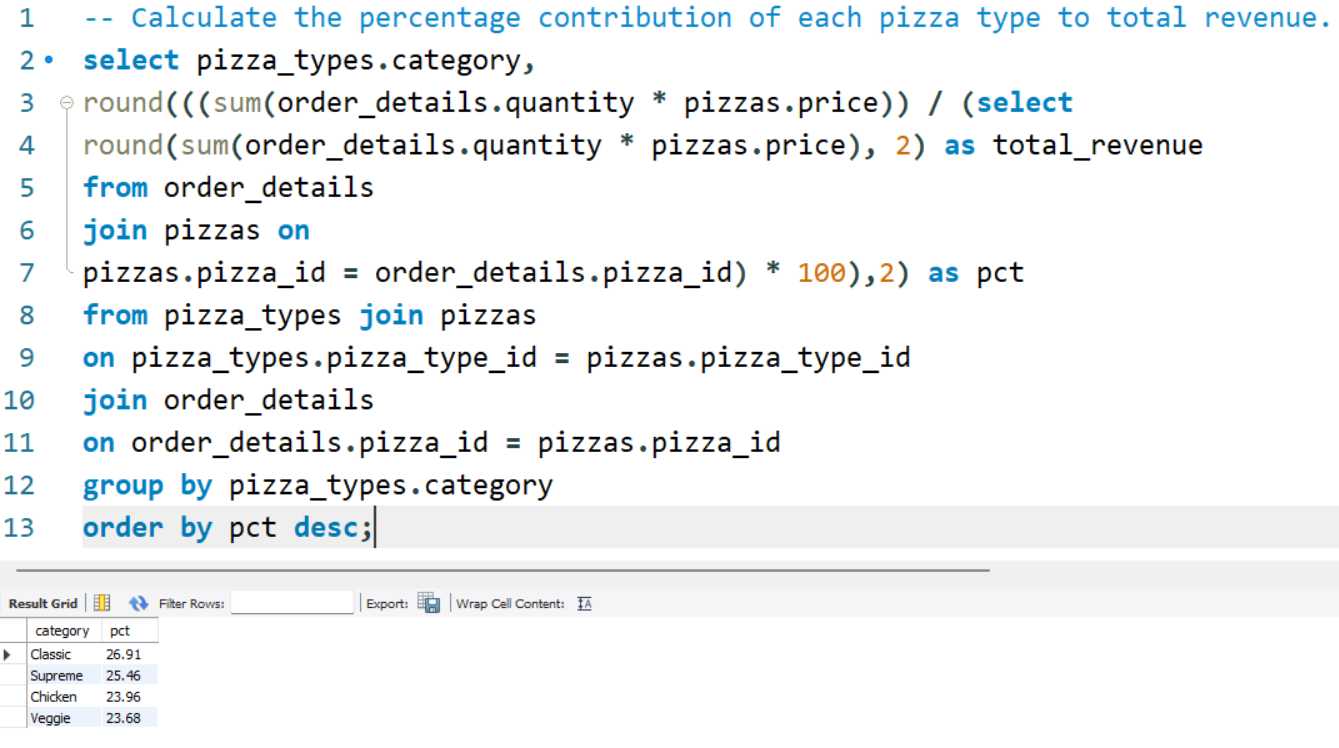 1 -- Calculate the percentage contribution of each pizza type to total revenue.
2 select pizza_types.category,
3 round(((sum(order_details.quantity * pizzas.price)) / (select
4 round(sum(order_details.quantity * pizzas.price), 2) as total_revenue
5 from order_details
6 join pizzas on
7 pizzas.pizza_id = order_details.pizza_id) * 100),2) as pct
8 from pizza_types join pizzas
9 on pizza_types.pizza_type_id = pizzas.pizza_type_id
10 join order_details
11 on order_details.pizza_id = pizzas.pizza_id
12 group by pizza_types.category
13 order by pct desc;
Result Grid Filter Rows: Export: Wrap Cell Content: IA
category pct
Classic 26.91
Supreme 25.46
Chicken 23.96
Veggie 23.68